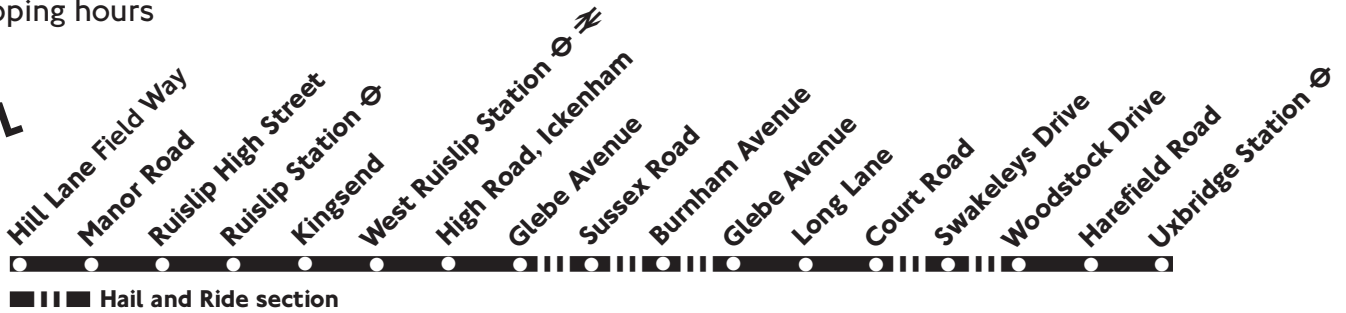 hours
Hill Lane Field Way
Manor Road
Ruislip High Street
Ruislip Station
Kingsend
West Ruislip Station
High Road, Ickenham
Glebe Avenue
Sussex Road
Burnham Avenue
Glebe Avenue
Long Lane
Court Road
Swakeleys Drive
Woodstock Drive
Harefield Road
Uxbridge Station
Hail and Ride section